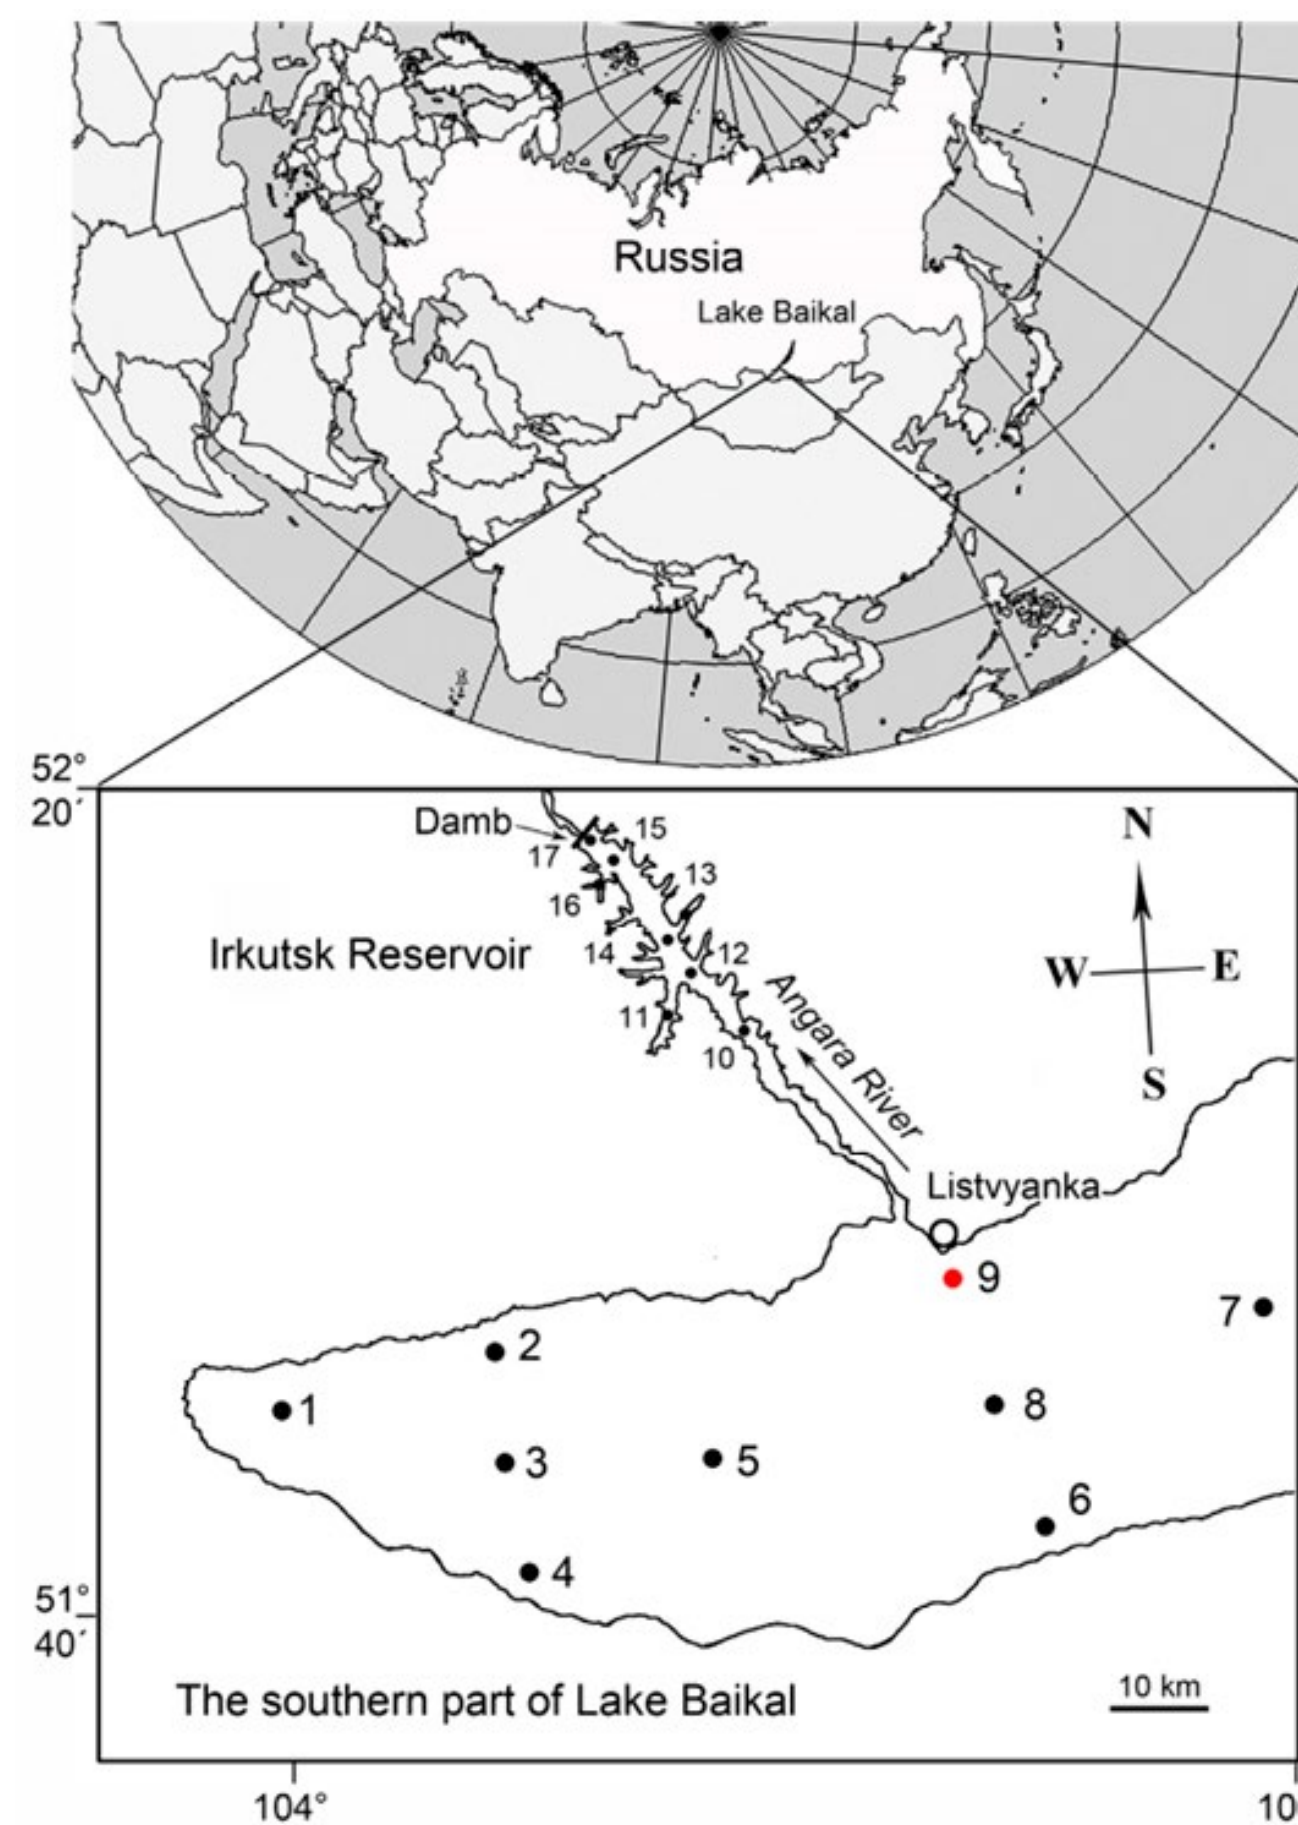 Russia
Lake Baikal
52°
20´
Damb
15
17
13
16
N
14
12
Irkutsk Reservoir
W
E
11
10
Angara River
S
Listvyanka
9
7
2
1
8
3
5
6
4
51°
40´
The southern part of Lake Baikal
10 km
104°
10